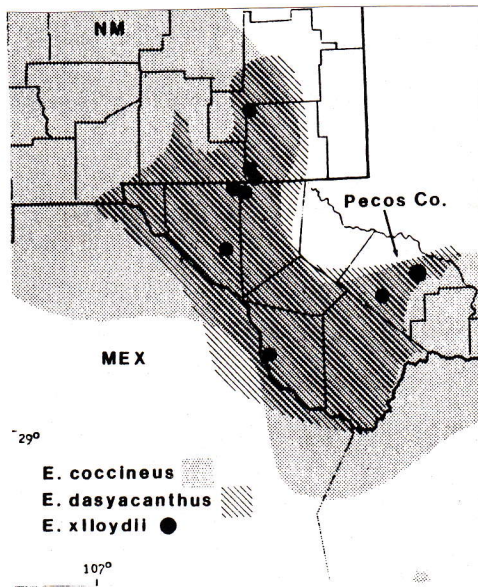 NM
Pecos Co.
MEX
29°
E. coccineus
E. dasyacanthus
E. xlloydii
107°